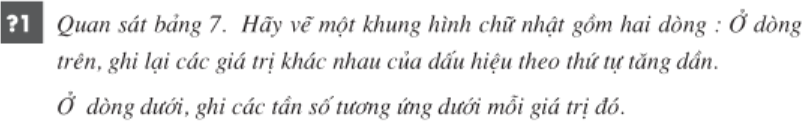 ?1 Quan sát bảng 7. Hãy vẽ một khung hình chữ nhật gồm hai dòng : Ở dòng
trên, ghi lại các giá trị khác nhau của dấu hiệu theo thứ tự tăng dần.
Ở dòng dưới, ghi các tần số tương ứng dưới mỗi giá trị đó.